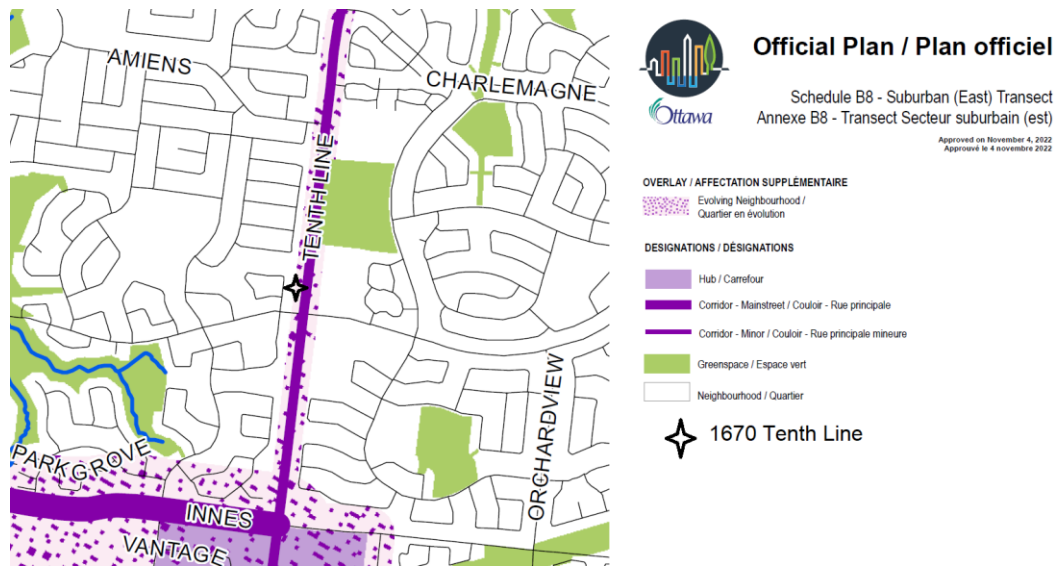 AMIENS
CHARLEMAGNE
TENTH LINE
ORCHARDVIEW
PARKGROVE
INNES
VANTAGE
Ottawa
Official Plan / Plan officiel
Schedule B8 - Suburban (East) Transect
Annexe B8 - Transect Secteur suburbain (est)
Approved on November 4, 2022
Approuvé le 4 novembre 2022
OVERLAY / AFFECTATION SUPPLÉMENTAIRE
Evolving Neighbourhood /
Quartier en évolution
DESIGNATIONS / DÉSIGNATIONS
Hub / Carrefour
Corridor - Mainstreet / Couloir - Rue principale
Corridor - Minor / Couloir - Rue principale mineure
Greenspace / Espace vert
Neighbourhood / Quartier
1670 Tenth Line